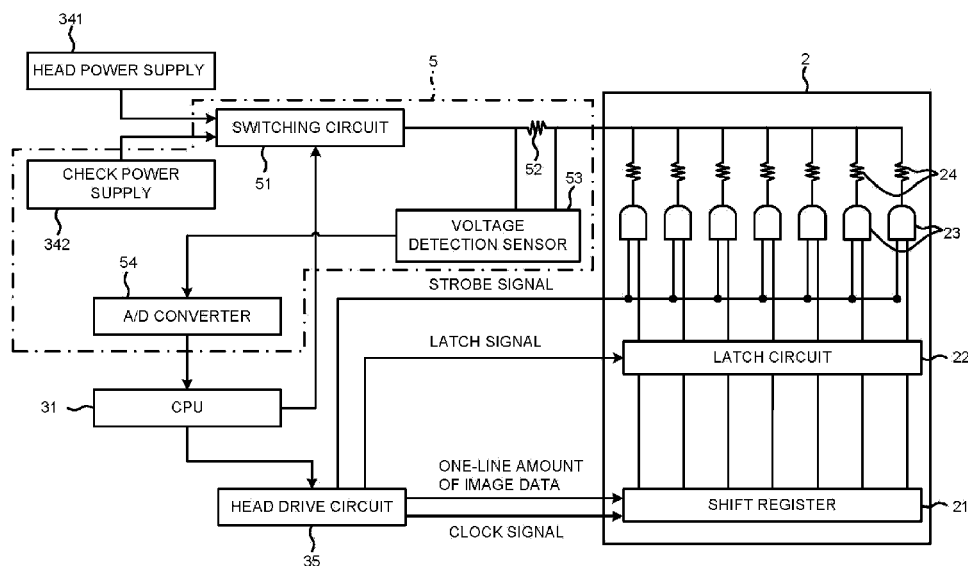 341
HEAD POWER SUPPLY
5
2
SWITCHING CIRCUIT
51
52
CHECK POWER
SUPPLY
342
53
VOLTAGE
DETECTION SENSOR
24
23
54
A/D CONVERTER
STROBE SIGNAL
LATCH SIGNAL
LATCH CIRCUIT
22
31
CPU
ONE-LINE AMOUNT
OF IMAGE DATA
HEAD DRIVE CIRCUIT
35
CLOCK SIGNAL
SHIFT REGISTER
21